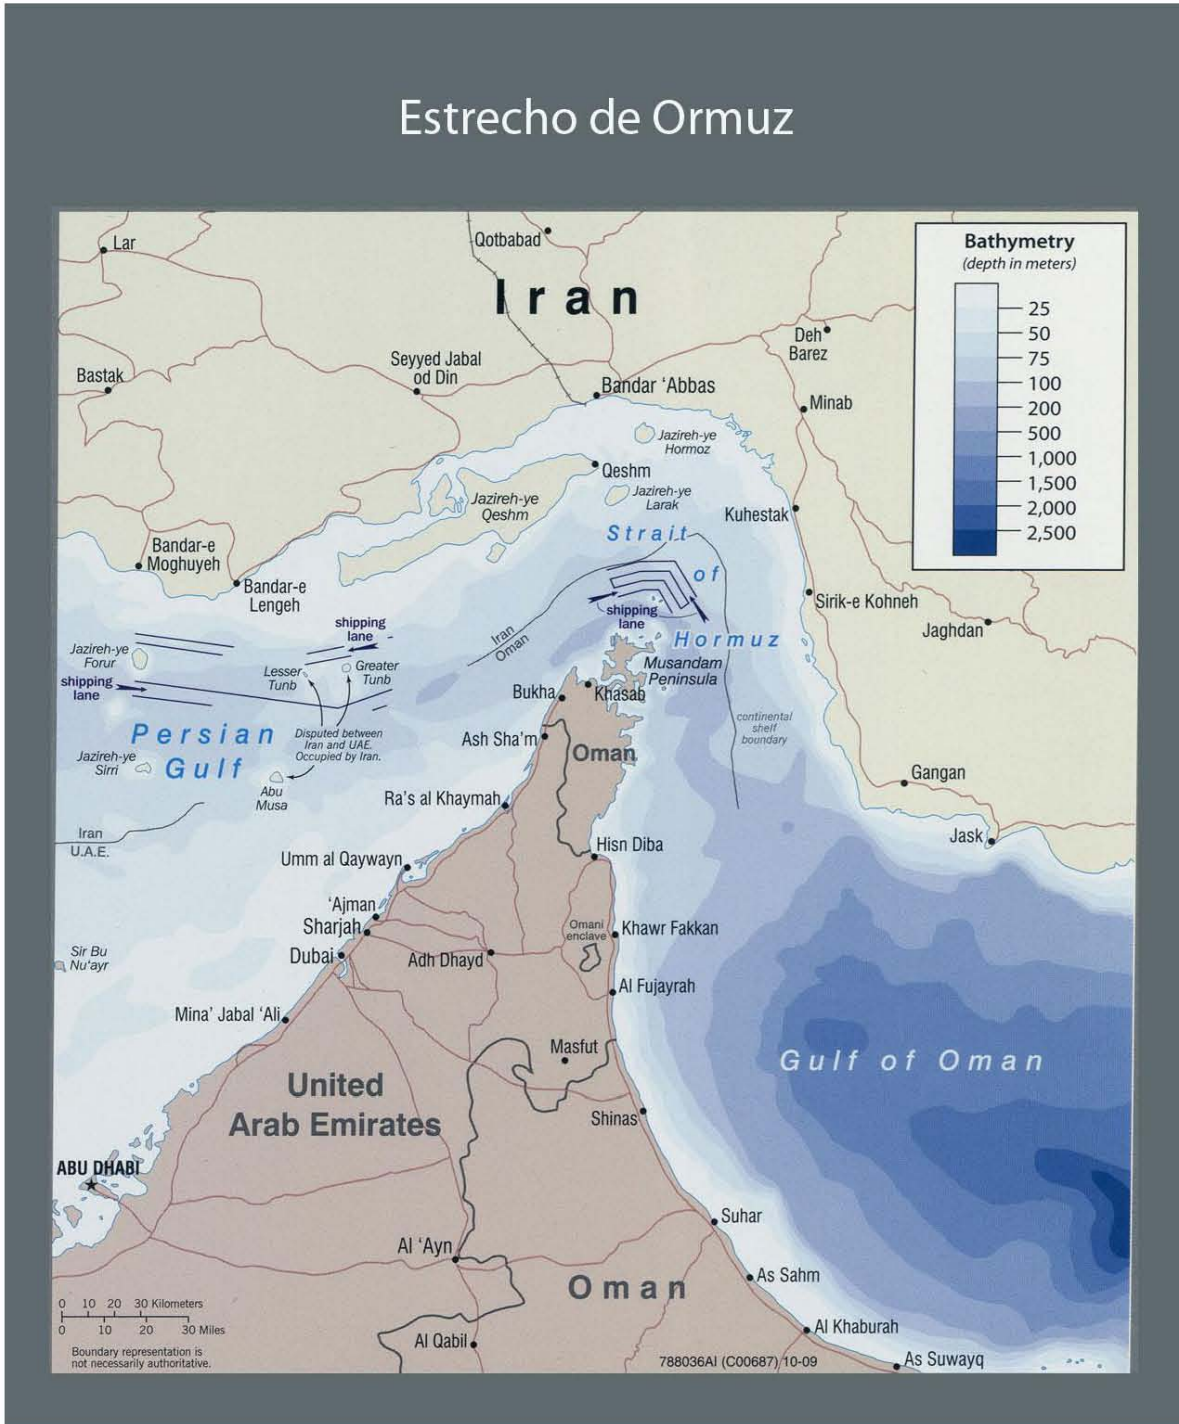 Estrecho de Ormuz
Lar
Qotbabad
Iran
Bathymetry
(depth in meters)
25
50
75
100
200
500
1,000
1,500
2,000
2,500
Deh
Barez
Bastak
Seyyed Jabal
od Din
Bandar ‘Abbas
Minab
Jazireh-ye
Hormoz
Qeshm
Jazireh-ye
Larak
Jazireh-ye
Qeshm
Kuhestak
Strait
of
Hormuz
Bandar-e
Moghuyeh
Bandar-e
Lengeh
Sirik-e Kohneh
Jaghdan
shipping
lane
shipping
lane
Iran
Oman
Jazireh-ye
Forur
shipping
lane
Lesser
Tunb
Greater
Tunb
Musandam
Peninsula
Bukha
Khasab
Persian
Gulf
Disputed between
Iran and UAE.
Occupied by Iran.
continental
shelf
boundary
Ash Sha’m
Oman
Jazireh-ye
Sirri
Abu
Musa
Gangan
Ra’s al Khaymah
Iran
U.A.E.
Jask
Hisn Diba
Umm al Qaywayn
‘Ajman
Sharjah
Dubai
Omani
enclave
Khawr Fakkan
Adh Dhayd
Sir Bu
Nu’ayr
Al Fujayrah
Mina’ Jabal ‘Ali
Masfut
Gulf of Oman
United
Arab Emirates
Shinas
ABU DHABI
Suhar
Al ‘Ayn
As Sahm
Oman
0 10 20 30 Kilometers
0 10 20 30 Miles
Al Khaburah
Al Qabil
Boundary representation is
not necessarily authoritative.
788036AI (C00687) 10-09
As Suwayq